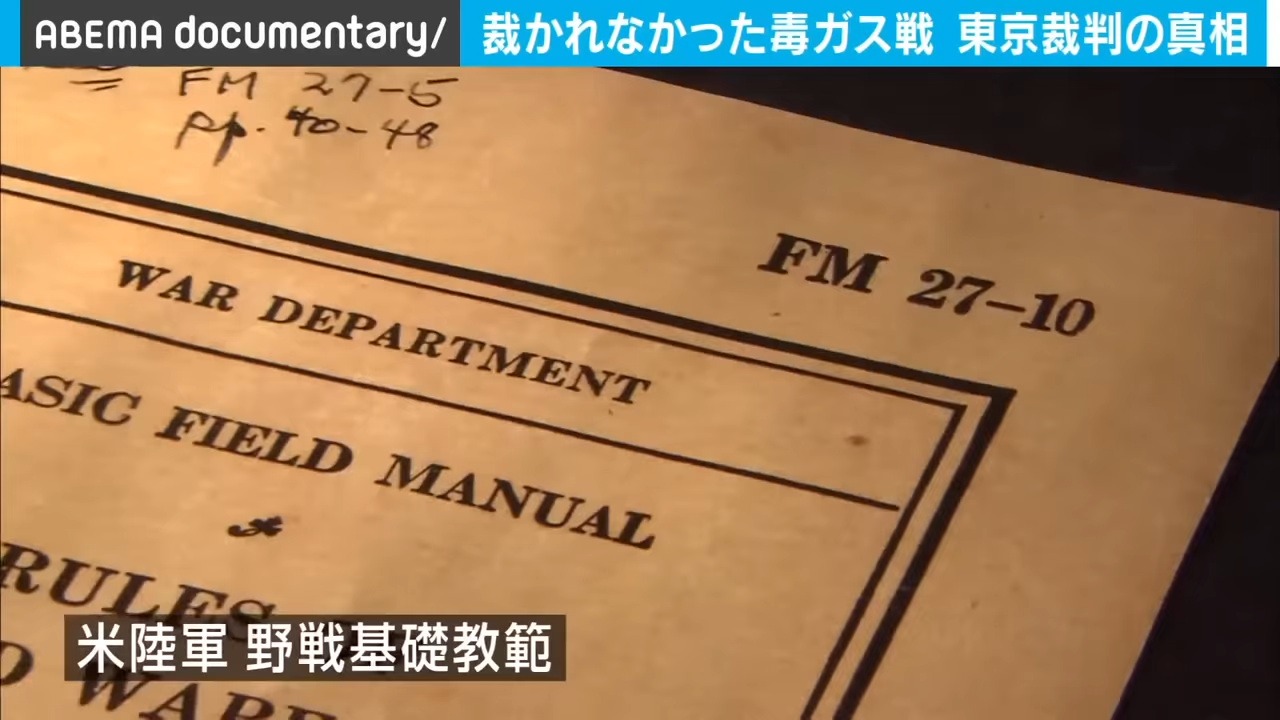 ABEMA documentary/ 裁かれなかった毒ガス戦 東京裁判の真相
FM 27-5
pp. 40-48
FM 27-10
WAR DEPARTMENT
ASIC FIELD MANUAL
RULES
米陸軍 野戦基礎教範